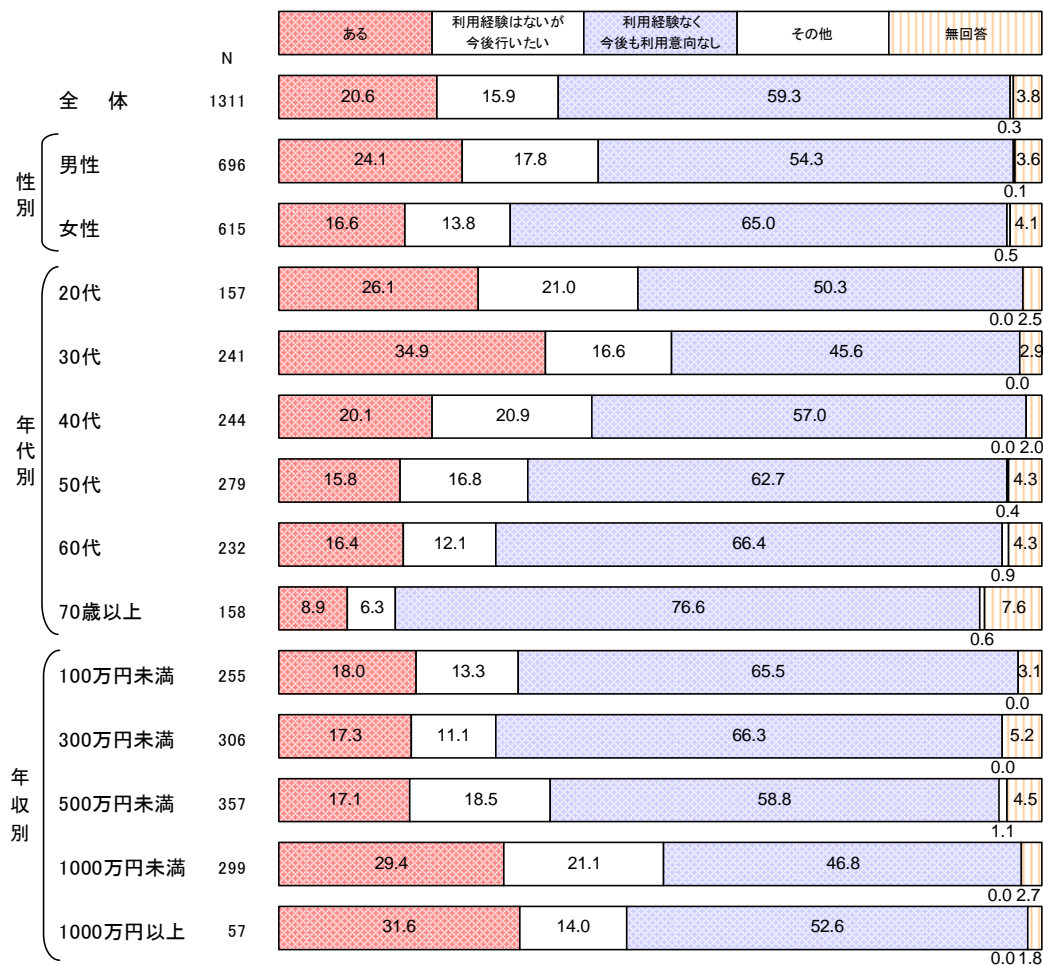 ある 利用経験はないが 利用経験なく その他 無回答
今後行いたい 今後も利用意向なし
N
全 体 1311 20.6 15.9 59.3 3.8
0.3
性別
男性 696 24.1 17.8 54.3 3.6
0.1
女性 615 16.6 13.8 65.0 4.1
0.5
年代別
20代 157 26.1 21.0 50.3
0.0 2.5
30代 241 34.9 16.6 45.6 2.9
0.0
40代 244 20.1 20.9 57.0
0.0 2.0
50代 279 15.8 16.8 62.7 4.3
0.4
60代 232 16.4 12.1 66.4 4.3
0.9
70歳以上 158 8.9 6.3 76.6 7.6
0.6
年収別
100万円未満 255 18.0 13.3 65.5 3.1
0.0
300万円未満 306 17.3 11.1 66.3 5.2
0.0
500万円未満 357 17.1 18.5 58.8 4.5
1.1
1000万円未満 299 29.4 21.1 46.8
0.0 2.7
1000万円以上 57 31.6 14.0 52.6
0.0 1.8